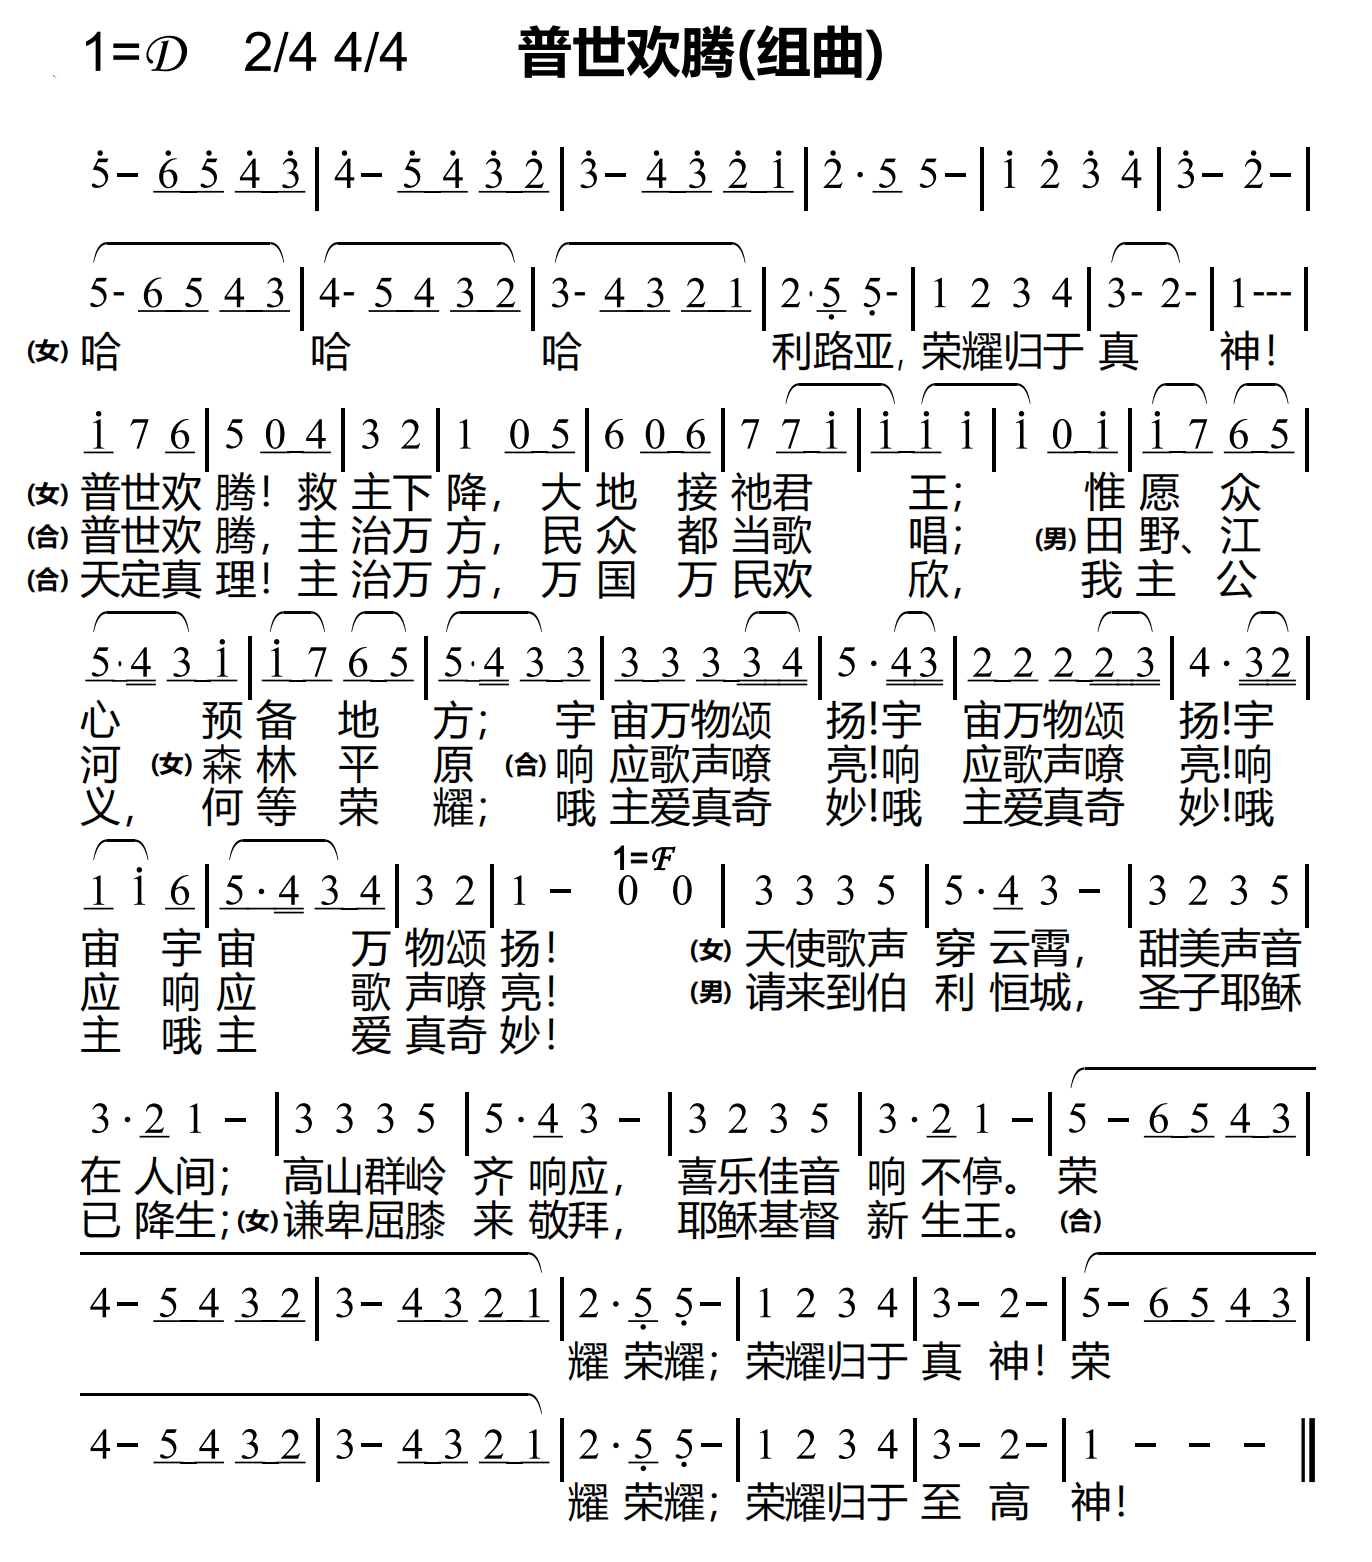 1=D 2/4 4/4 普世欢腾(组曲)
5̇ – 6̇ 5̇ 4̇ 3̇ | 4̇ – 5̇ 4̇ 3̇ 2̇ | 3̇ – 4̇ 3̇ 2̇ 1̇ | 2̇ · 5 5 – | 1̇ 2̇ 3̇ 4̇ | 3̇ – 2̇ – |
5 - 6 5 4 3 | 4 - 5 4 3 2 | 3 - 4 3 2 1 | 2 · 5̣ 5̣ - | 1 2 3 4 | 3 - 2 - | 1 - - - |
(女) 哈 哈 哈 利路亚, 荣耀归于 真 神!
1̇ 7 6 | 5 0 4 | 3 2 | 1 0 5 | 6 0 6 | 7 7 1̇ | 1̇ 1̇ 1̇ | 1̇ 0 1̇ | 1̇ 7 6 5 |
(女) 普世欢 腾! 救 主下 降, 大 地 接 祂君 王; 惟 愿 众
(合) 普世欢 腾, 主 治万 方, 民 众 都 当歌 唱; (男) 田 野、江
(合) 天定真 理! 主 治万 方, 万 国 万 民欢 欣, 我 主 公
5 · 4 3 1̇ | 1̇ 7 6 5 | 5 · 4 3 3 | 3 3 3 3 4 | 5 · 4 3 | 2 2 2 2 3 | 4 · 3 2 |
心 预 备 地 方; 宇 宙万物颂 扬!宇 宙万物颂 扬!宇
河 (女) 森 林 平 原 (合) 响 应歌声嘹 亮!响 应歌声嘹 亮!响
义, 何 等 荣 耀; 哦 主爱真奇 妙!哦 主爱真奇 妙!哦
1=F
1 1̇ 6 | 5 · 4 3 4 | 3 2 | 1 – 0 0 | 3 3 3 5 | 5 · 4 3 – | 3 2 3 5 |
宙 宇 宙 万 物颂 扬! (女) 天使歌声 穿 云霄, 甜美声音
应 响 应 歌 声嘹 亮! (男) 请来到伯 利 恒城, 圣子耶稣
主 哦 主 爱 真奇 妙!
3 · 2 1 – | 3 3 3 5 | 5 · 4 3 – | 3 2 3 5 | 3 · 2 1 – | 5 – 6 5 4 3 |
在 人间; 高山群岭 齐 响应, 喜乐佳音 响 不停。 荣
已 降生; (女) 谦卑屈膝 来 敬拜, 耶稣基督 新 生王。 (合)
4 – 5 4 3 2 | 3 – 4 3 2 1 | 2 · 5̣ 5̣ – | 1 2 3 4 | 3 – 2 – | 5 – 6 5 4 3 |
耀 荣耀; 荣耀归于 真 神! 荣
4 – 5 4 3 2 | 3 – 4 3 2 1 | 2 · 5̣ 5̣ – | 1 2 3 4 | 3 – 2 – | 1 – – – ‖
耀 荣耀; 荣耀归于 至 高 神!